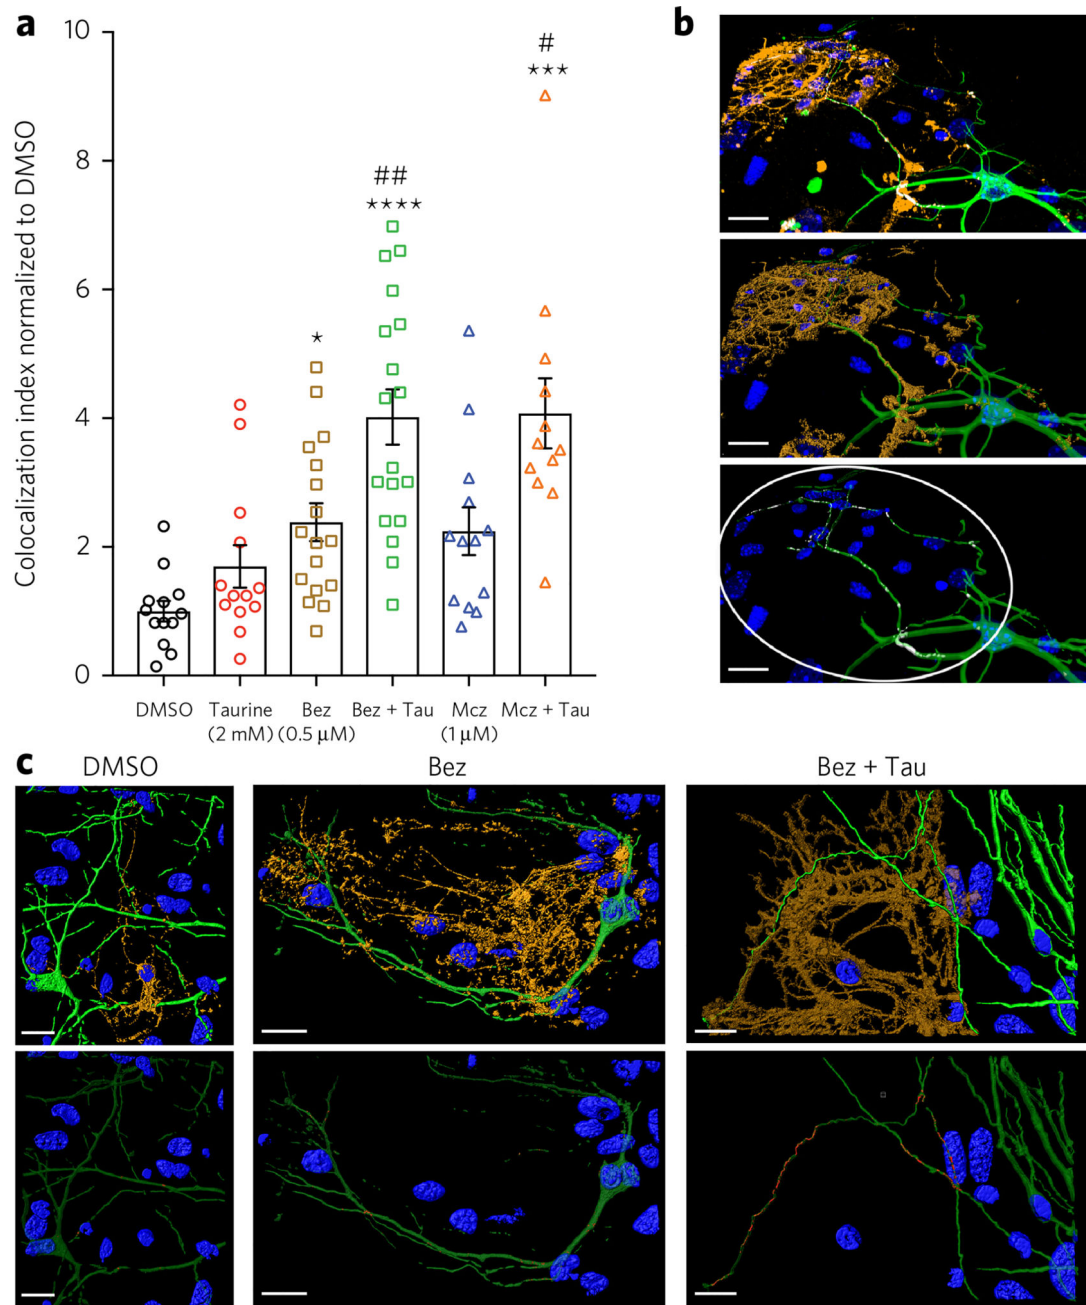 a
Colocalization index normalized to DMSO
10
8
6
4
2
0
*
##
****
#
***
DMSO
Taurine
(2 mM)
Bez
(0.5 µM)
Bez + Tau
Mcz
(1 µM)
Mcz + Tau
b
c
DMSO
Bez
Bez + Tau